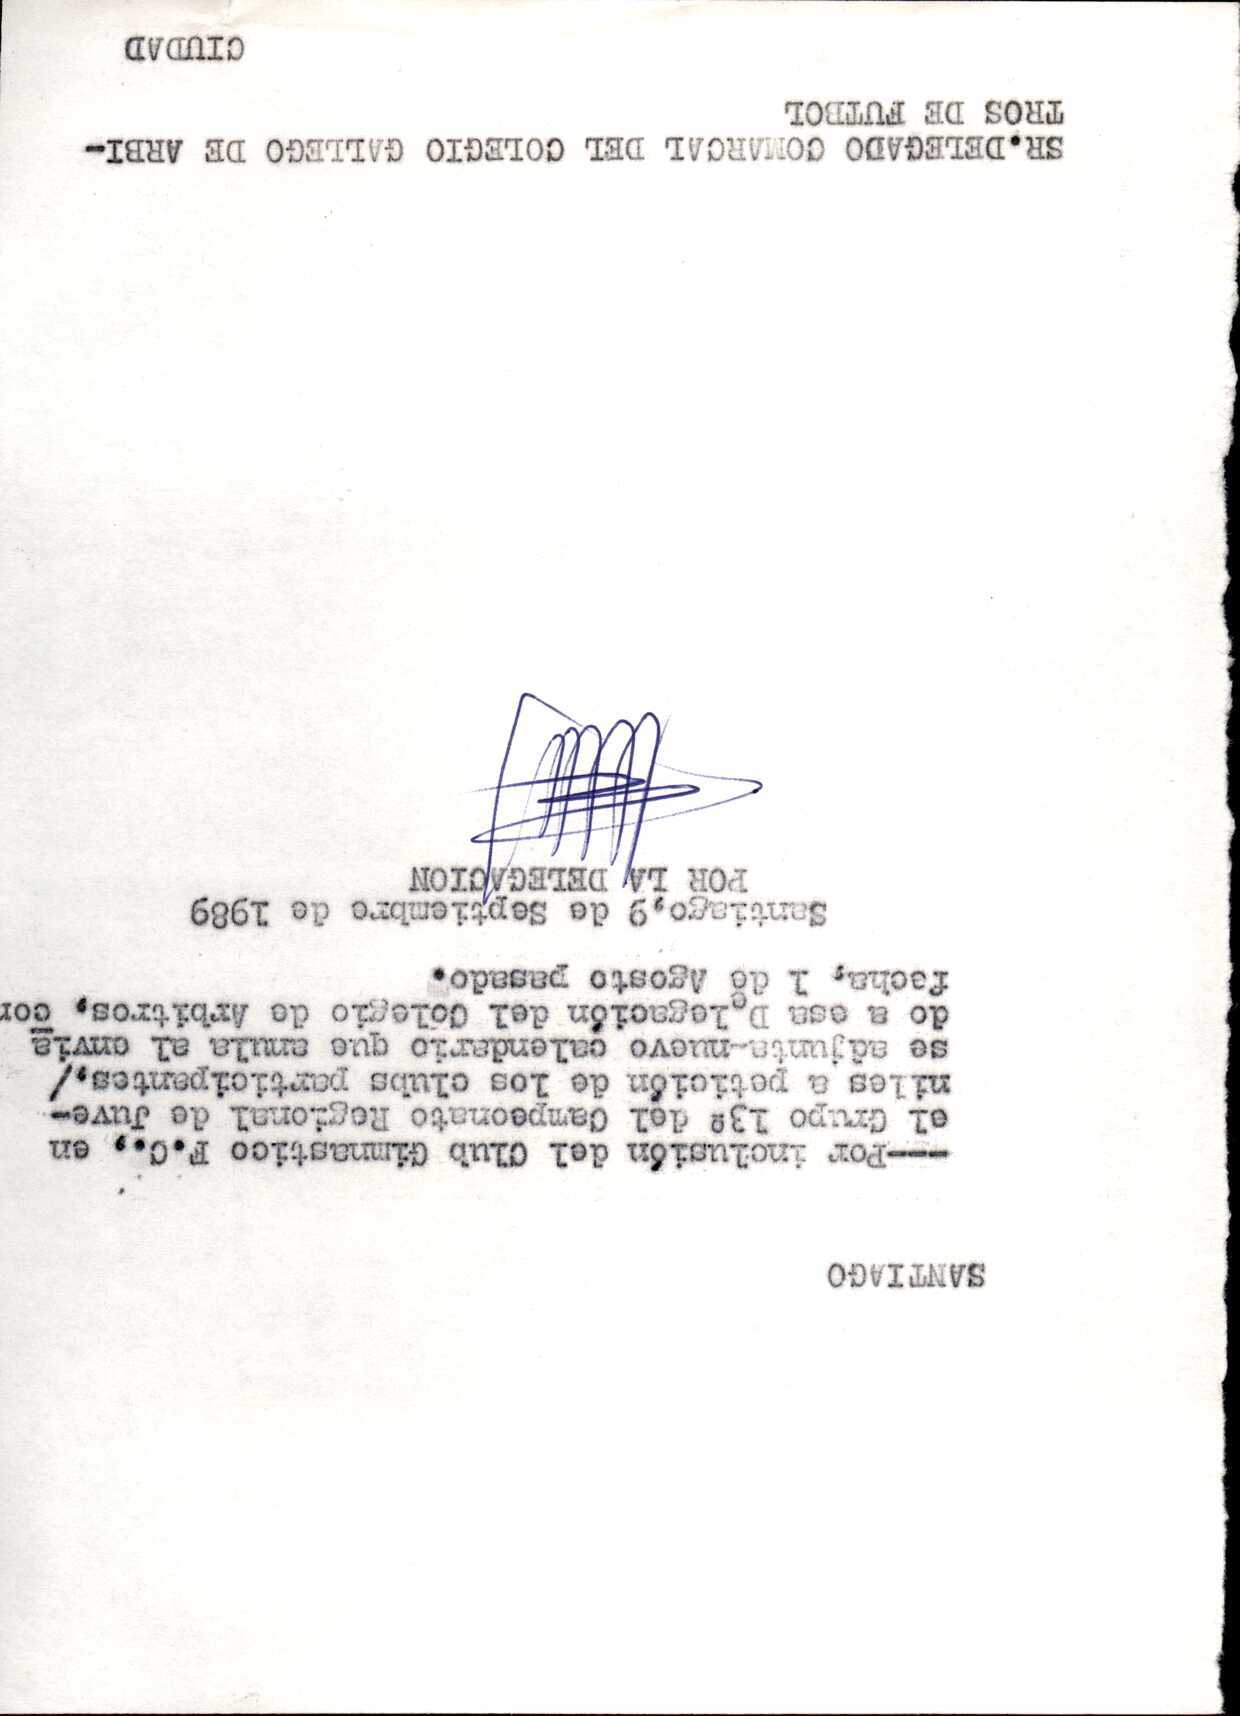 SANTIAGO
---Por inclusión del Club Gimnastico F.C., en
el Grupo 13º del Campeonato Regional de Juve-
niles a petición de los clubs participantes,/
se adjunta-nuevo calendario que anula al envia
do a esa Delegación del Colegio de Arbitros, con
fecha, 1 de Agosto pasado.
Santiago,9 de Septiembre de 1989
POR LA DELEGACION
SR.DELEGADO COMARCAL DEL COLEGIO GALLEGO DE ARBI-
TROS DE FUTBOL
CIUDAD